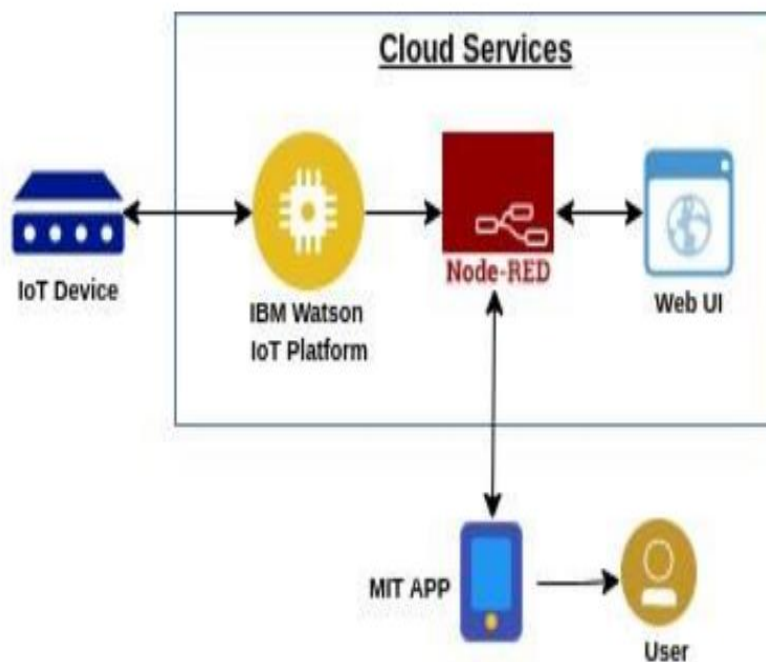 Cloud Services
IoT Device
IBM Watson
IoT Platform
Node-RED
Web UI
MIT APP
User